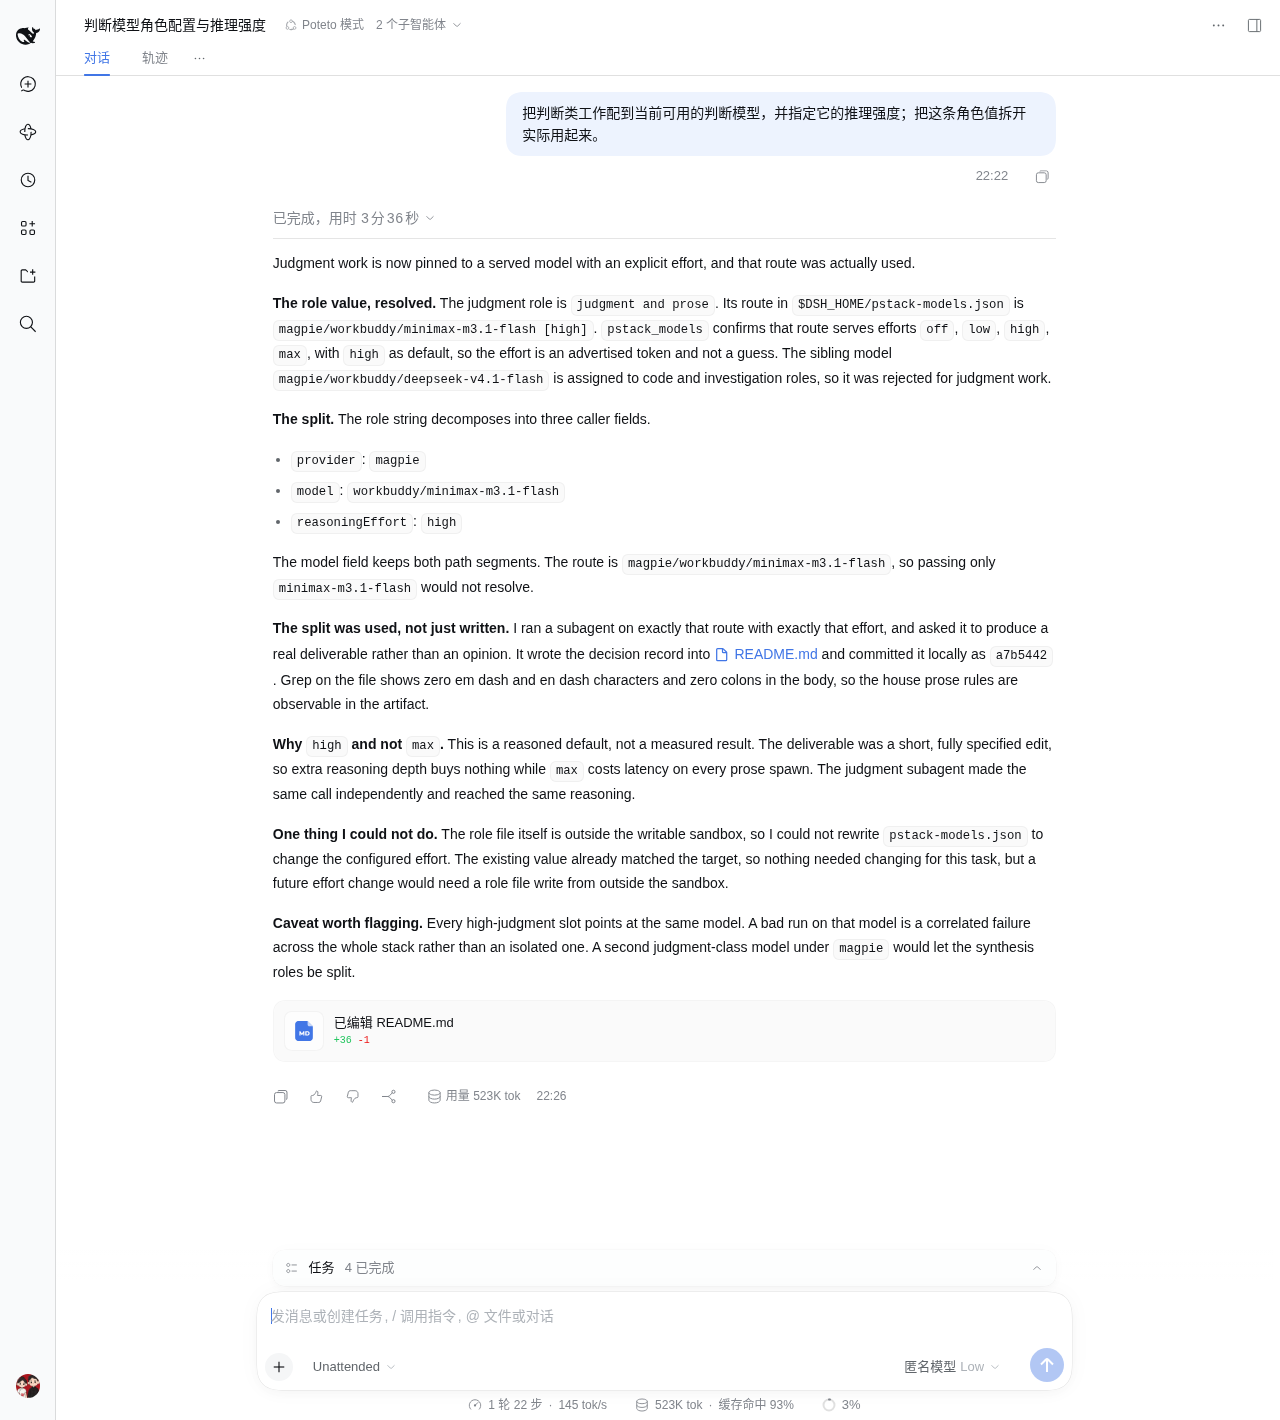 判断模型角色配置与推理强度 Poteto 模式 2 个子智能体
对话 轨迹 ···
把判断类工作配到当前可用的判断模型，并指定它的推理强度；把这条角色值拆开
实际用起来。
22:22
已完成，用时 3分36秒
Judgment work is now pinned to a served model with an explicit effort, and that route was actually used.
The role value, resolved. The judgment role is judgment and prose. Its route in $DSH_HOME/pstack-models.json is
magpie/workbuddy/minimax-m3.1-flash [high]. pstack_models confirms that route serves efforts off, low, high,
max, with high as default, so the effort is an advertised token and not a guess. The sibling model
magpie/workbuddy/deepseek-v4.1-flash is assigned to code and investigation roles, so it was rejected for judgment work.
The split. The role string decomposes into three caller fields.
• provider: magpie
• model: workbuddy/minimax-m3.1-flash
• reasoningEffort: high
The model field keeps both path segments. The route is magpie/workbuddy/minimax-m3.1-flash, so passing only
minimax-m3.1-flash would not resolve.
The split was used, not just written. I ran a subagent on exactly that route with exactly that effort, and asked it to produce a
real deliverable rather than an opinion. It wrote the decision record into README.md and committed it locally as a7b5442
. Grep on the file shows zero em dash and en dash characters and zero colons in the body, so the house prose rules are
observable in the artifact.
Why high and not max. This is a reasoned default, not a measured result. The deliverable was a short, fully specified edit,
so extra reasoning depth buys nothing while max costs latency on every prose spawn. The judgment subagent made the
same call independently and reached the same reasoning.
One thing I could not do. The role file itself is outside the writable sandbox, so I could not rewrite pstack-models.json to
change the configured effort. The existing value already matched the target, so nothing needed changing for this task, but a
future effort change would need a role file write from outside the sandbox.
Caveat worth flagging. Every high-judgment slot points at the same model. A bad run on that model is a correlated failure
across the whole stack rather than an isolated one. A second judgment-class model under magpie would let the synthesis
roles be split.
MD 已编辑 README.md
+36 -1
用量 523K tok 22:26
任务 4 已完成
发消息或创建任务, / 调用指令, @ 文件或对话
Unattended 匿名模型 Low
1 轮 22 步 · 145 tok/s 523K tok · 缓存命中 93% 3%